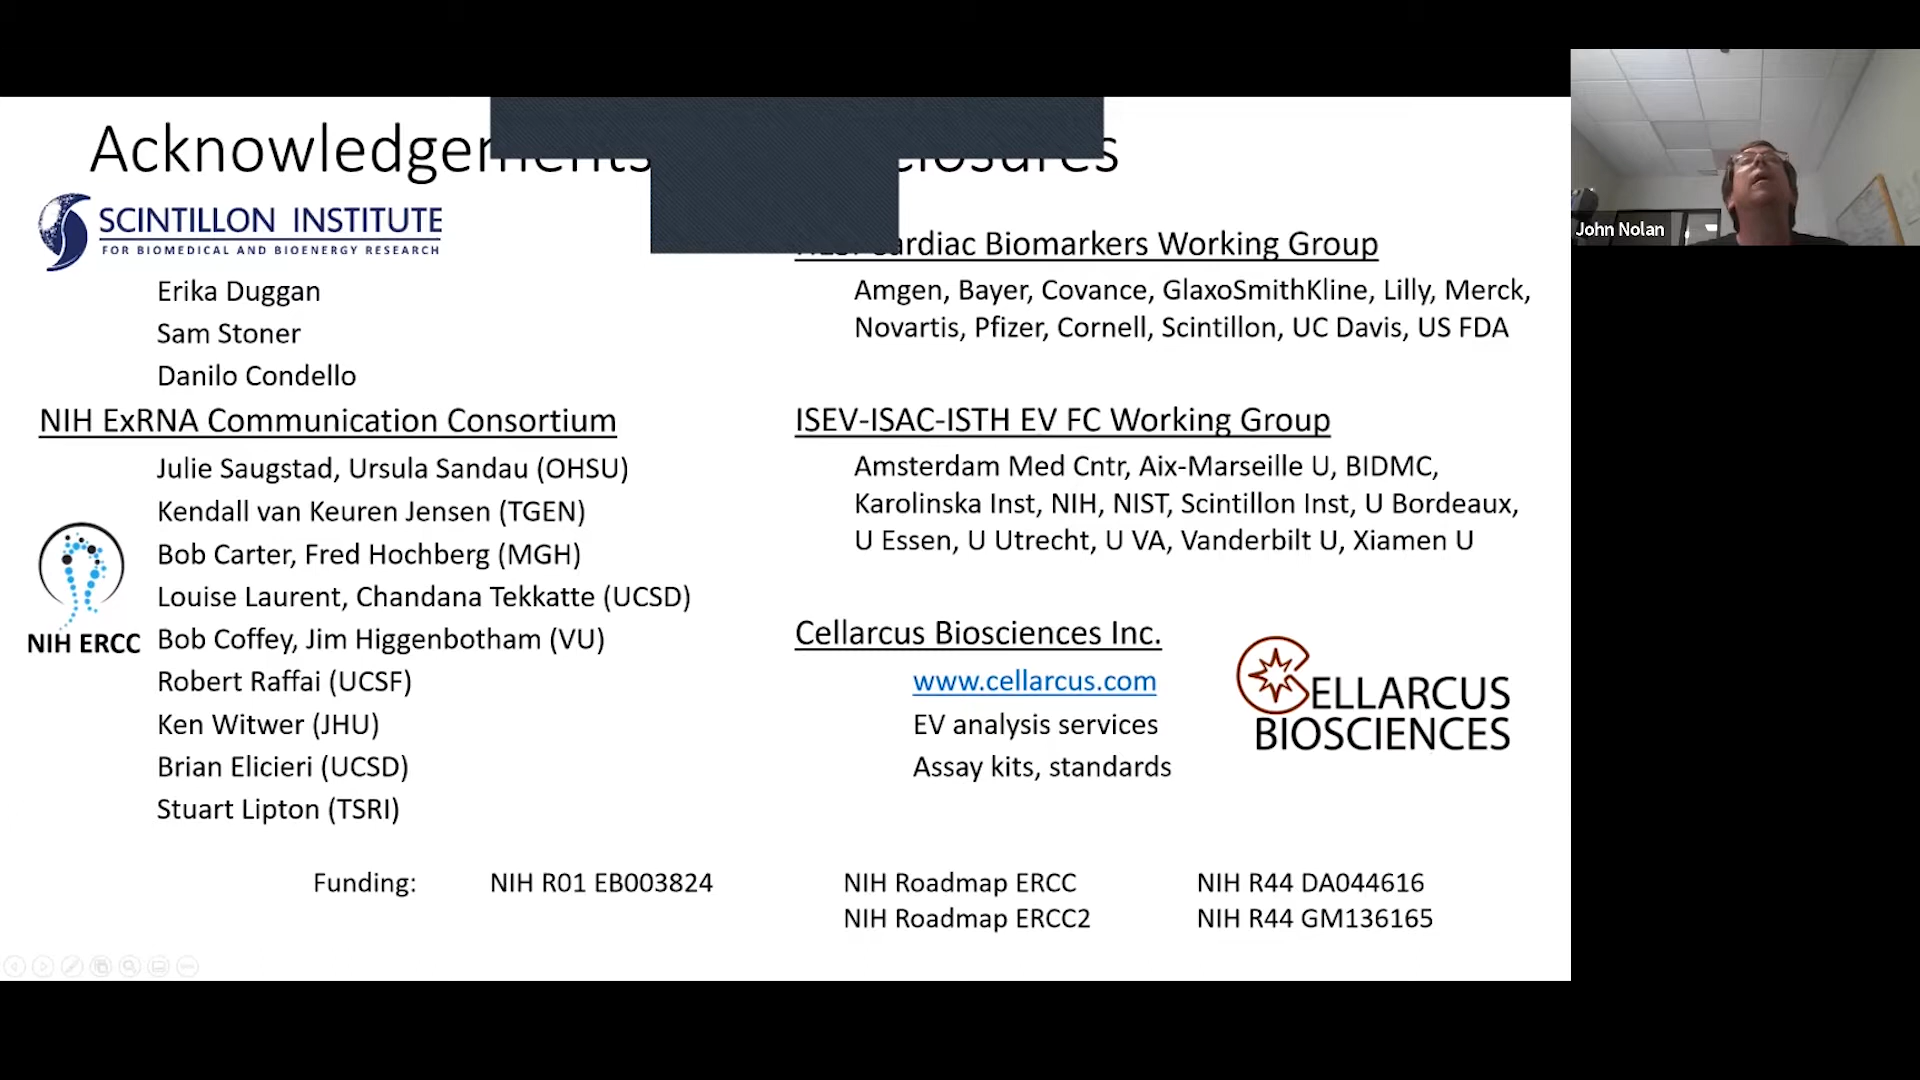 Acknowledgements
SCINTILLON INSTITUTE
FOR BIOMEDICAL AND BIOENERGY RESEARCH
Erika Duggan
Sam Stoner
Danilo Condello
NIH ExRNA Communication Consortium
Julie Saugstad, Ursula Sandau (OHSU)
Kendall van Keuren Jensen (TGEN)
Bob Carter, Fred Hochberg (MGH)
Louise Laurent, Chandana Tekkatte (UCSD)
Bob Coffey, Jim Higgenbotham (VU)
Robert Raffai (UCSF)
Ken Witwer (JHU)
Brian Elicieri (UCSD)
Stuart Lipton (TSRI)
NIH ERCC
Cardiac Biomarkers Working Group
Amgen, Bayer, Covance, GlaxoSmithKline, Lilly, Merck,
Novartis, Pfizer, Cornell, Scintillon, UC Davis, US FDA
ISEV-ISAC-ISTH EV FC Working Group
Amsterdam Med Cntr, Aix-Marseille U, BIDMC,
Karolinska Inst, NIH, NIST, Scintillon Inst, U Bordeaux,
U Essen, U Utrecht, U VA, Vanderbilt U, Xiamen U
Cellarcus Biosciences Inc.
www.cellarcus.com
EV analysis services
Assay kits, standards
CELLARCUS
BIOSCIENCES
Funding: NIH R01 EB003824 NIH Roadmap ERCC NIH R44 DA044616
NIH Roadmap ERCC2 NIH R44 GM136165
John Nolan